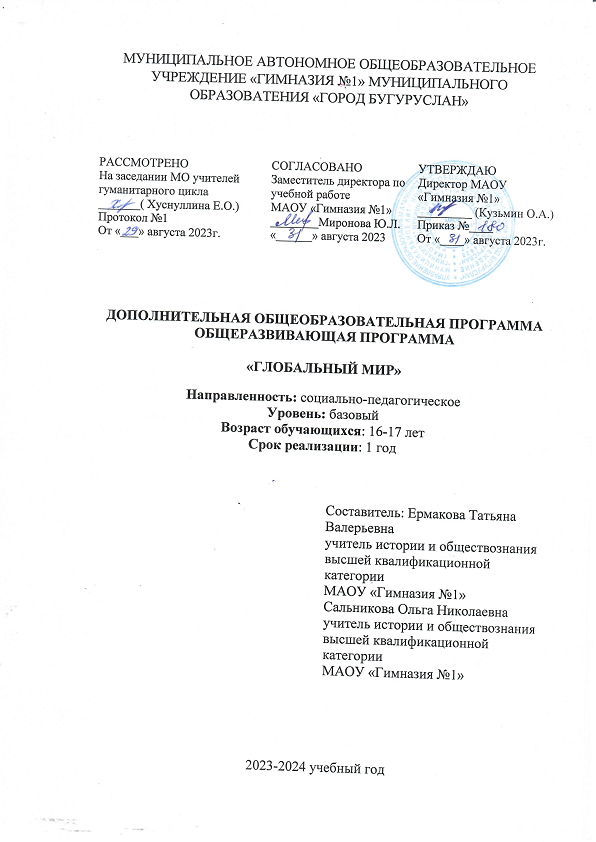 МУНИЦИПАЛЬНОЕ АВТОНОМНОЕ ОБЩЕОБРАЗОВАТЕЛЬНОЕ
УЧРЕЖДЕНИЕ «ГИМНАЗИЯ №1» МУНИЦИПАЛЬНОГО
ОБРАЗОВАТЕНИЯ «ГОРОД БУГУРУСЛАН»
РАССМОТРЕНО
На заседании МО учителей
гуманитарного цикла
( Хуснуллина Е.О.)
Протокол №1
От «29» августа 2023г.
СОГЛАСОВАНО
Заместитель директора по
учебной работе
МАОУ «Гимназия №1»
Миронова Ю.Л.
«31» августа 2023
УТВЕРЖДАЮ
Директор МАОУ
«Гимназия №1»
(Кузьмин О.А.)
Приказ № 180
От «31» августа 2023г.
ДОПОЛНИТЕЛЬНАЯ ОБЩЕОБРАЗОВАТЕЛЬНАЯ ПРОГРАММА
ОБЩЕРАЗВИВАЮЩАЯ ПРОГРАММА
«ГЛОБАЛЬНЫЙ МИР»
Направленность: социально-педагогическое
Уровень: базовый
Возраст обучающихся: 16-17 лет
Срок реализации: 1 год
Составитель: Ермакова Татьяна
Валерьевна
учитель истории и обществознания
высшей квалификационной
категории
МАОУ «Гимназия №1»
Сальникова Ольга Николаевна
учитель истории и обществознания
высшей квалификационной
категории
МАОУ «Гимназия №1»
2023-2024 учебный год